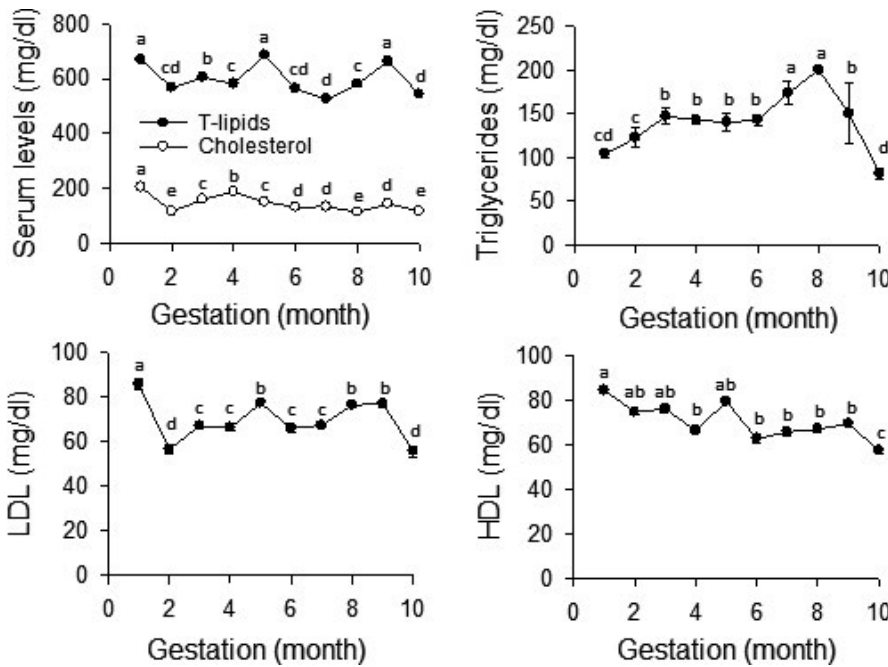 800
600
400
200
0
Serum levels (mg/dl)
a
cd
b
c
a
cd
d
c
a
d
T-lipids
Cholesterol
a
e
c
b
c
d
d
e
d
e
0 2 4 6 8 10
Gestation (month)
250
200
150
100
50
0
Triglycerides (mg/dl)
cd
c
b
b
b
b
a
a
b
d
0 2 4 6 8 10
Gestation (month)
100
80
60
40
20
0
LDL (mg/dl)
a
d
c
c
b
c
c
b
b
d
0 2 4 6 8 10
Gestation (month)
100
80
60
40
20
0
HDL (mg/dl)
a
ab
ab
b
ab
b
b
b
b
c
0 2 4 6 8 10
Gestation (month)